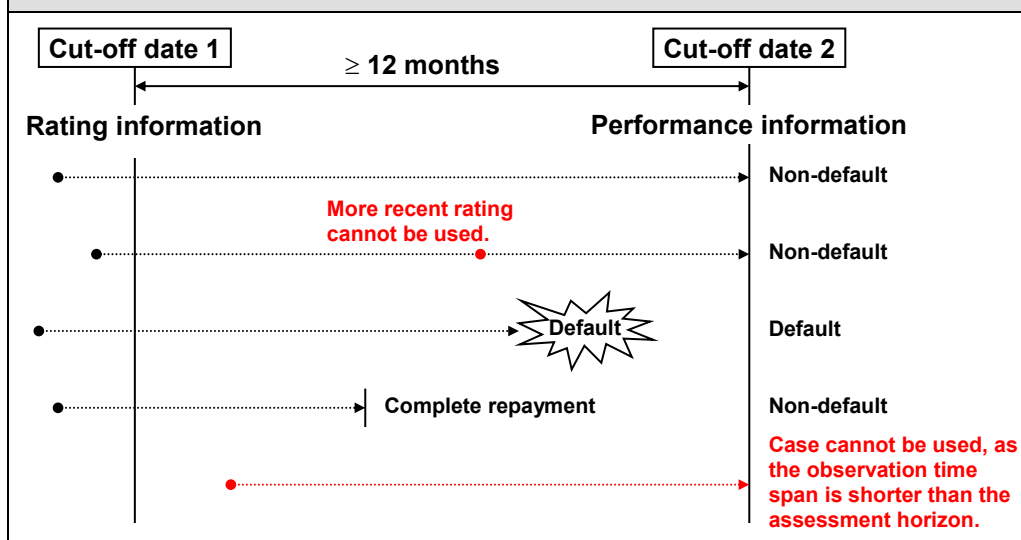 Cut-off date 1
Cut-off date 2
≥ 12 months
Rating information
Performance information
Non-default
More recent rating
cannot be used.
Non-default
Default
Default
Complete repayment
Non-default
Case cannot be used, as
the observation time
span is shorter than the
assessment horizon.